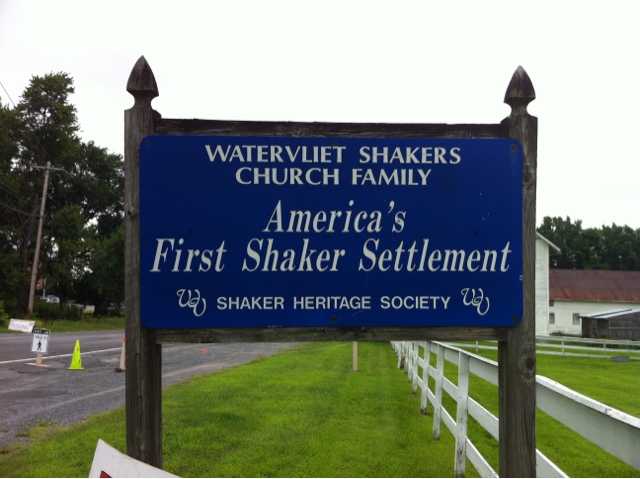 WATERVLIET SHAKERS
CHURCH FAMILY
America's
First Shaker Settlement
SHAKER HERITAGE SOCIETY